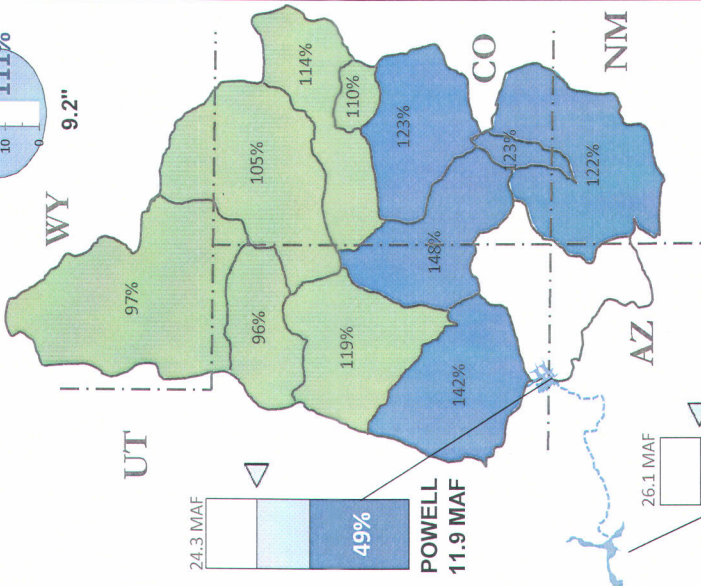 111%
10
0
9.2"
WY
114%
110%
105%
97%
CO
123%
NM
123%
122%
148%
96%
119%
142%
UT
AZ
24.3 MAF
49%
POWELL
11.9 MAF
26.1 MAF